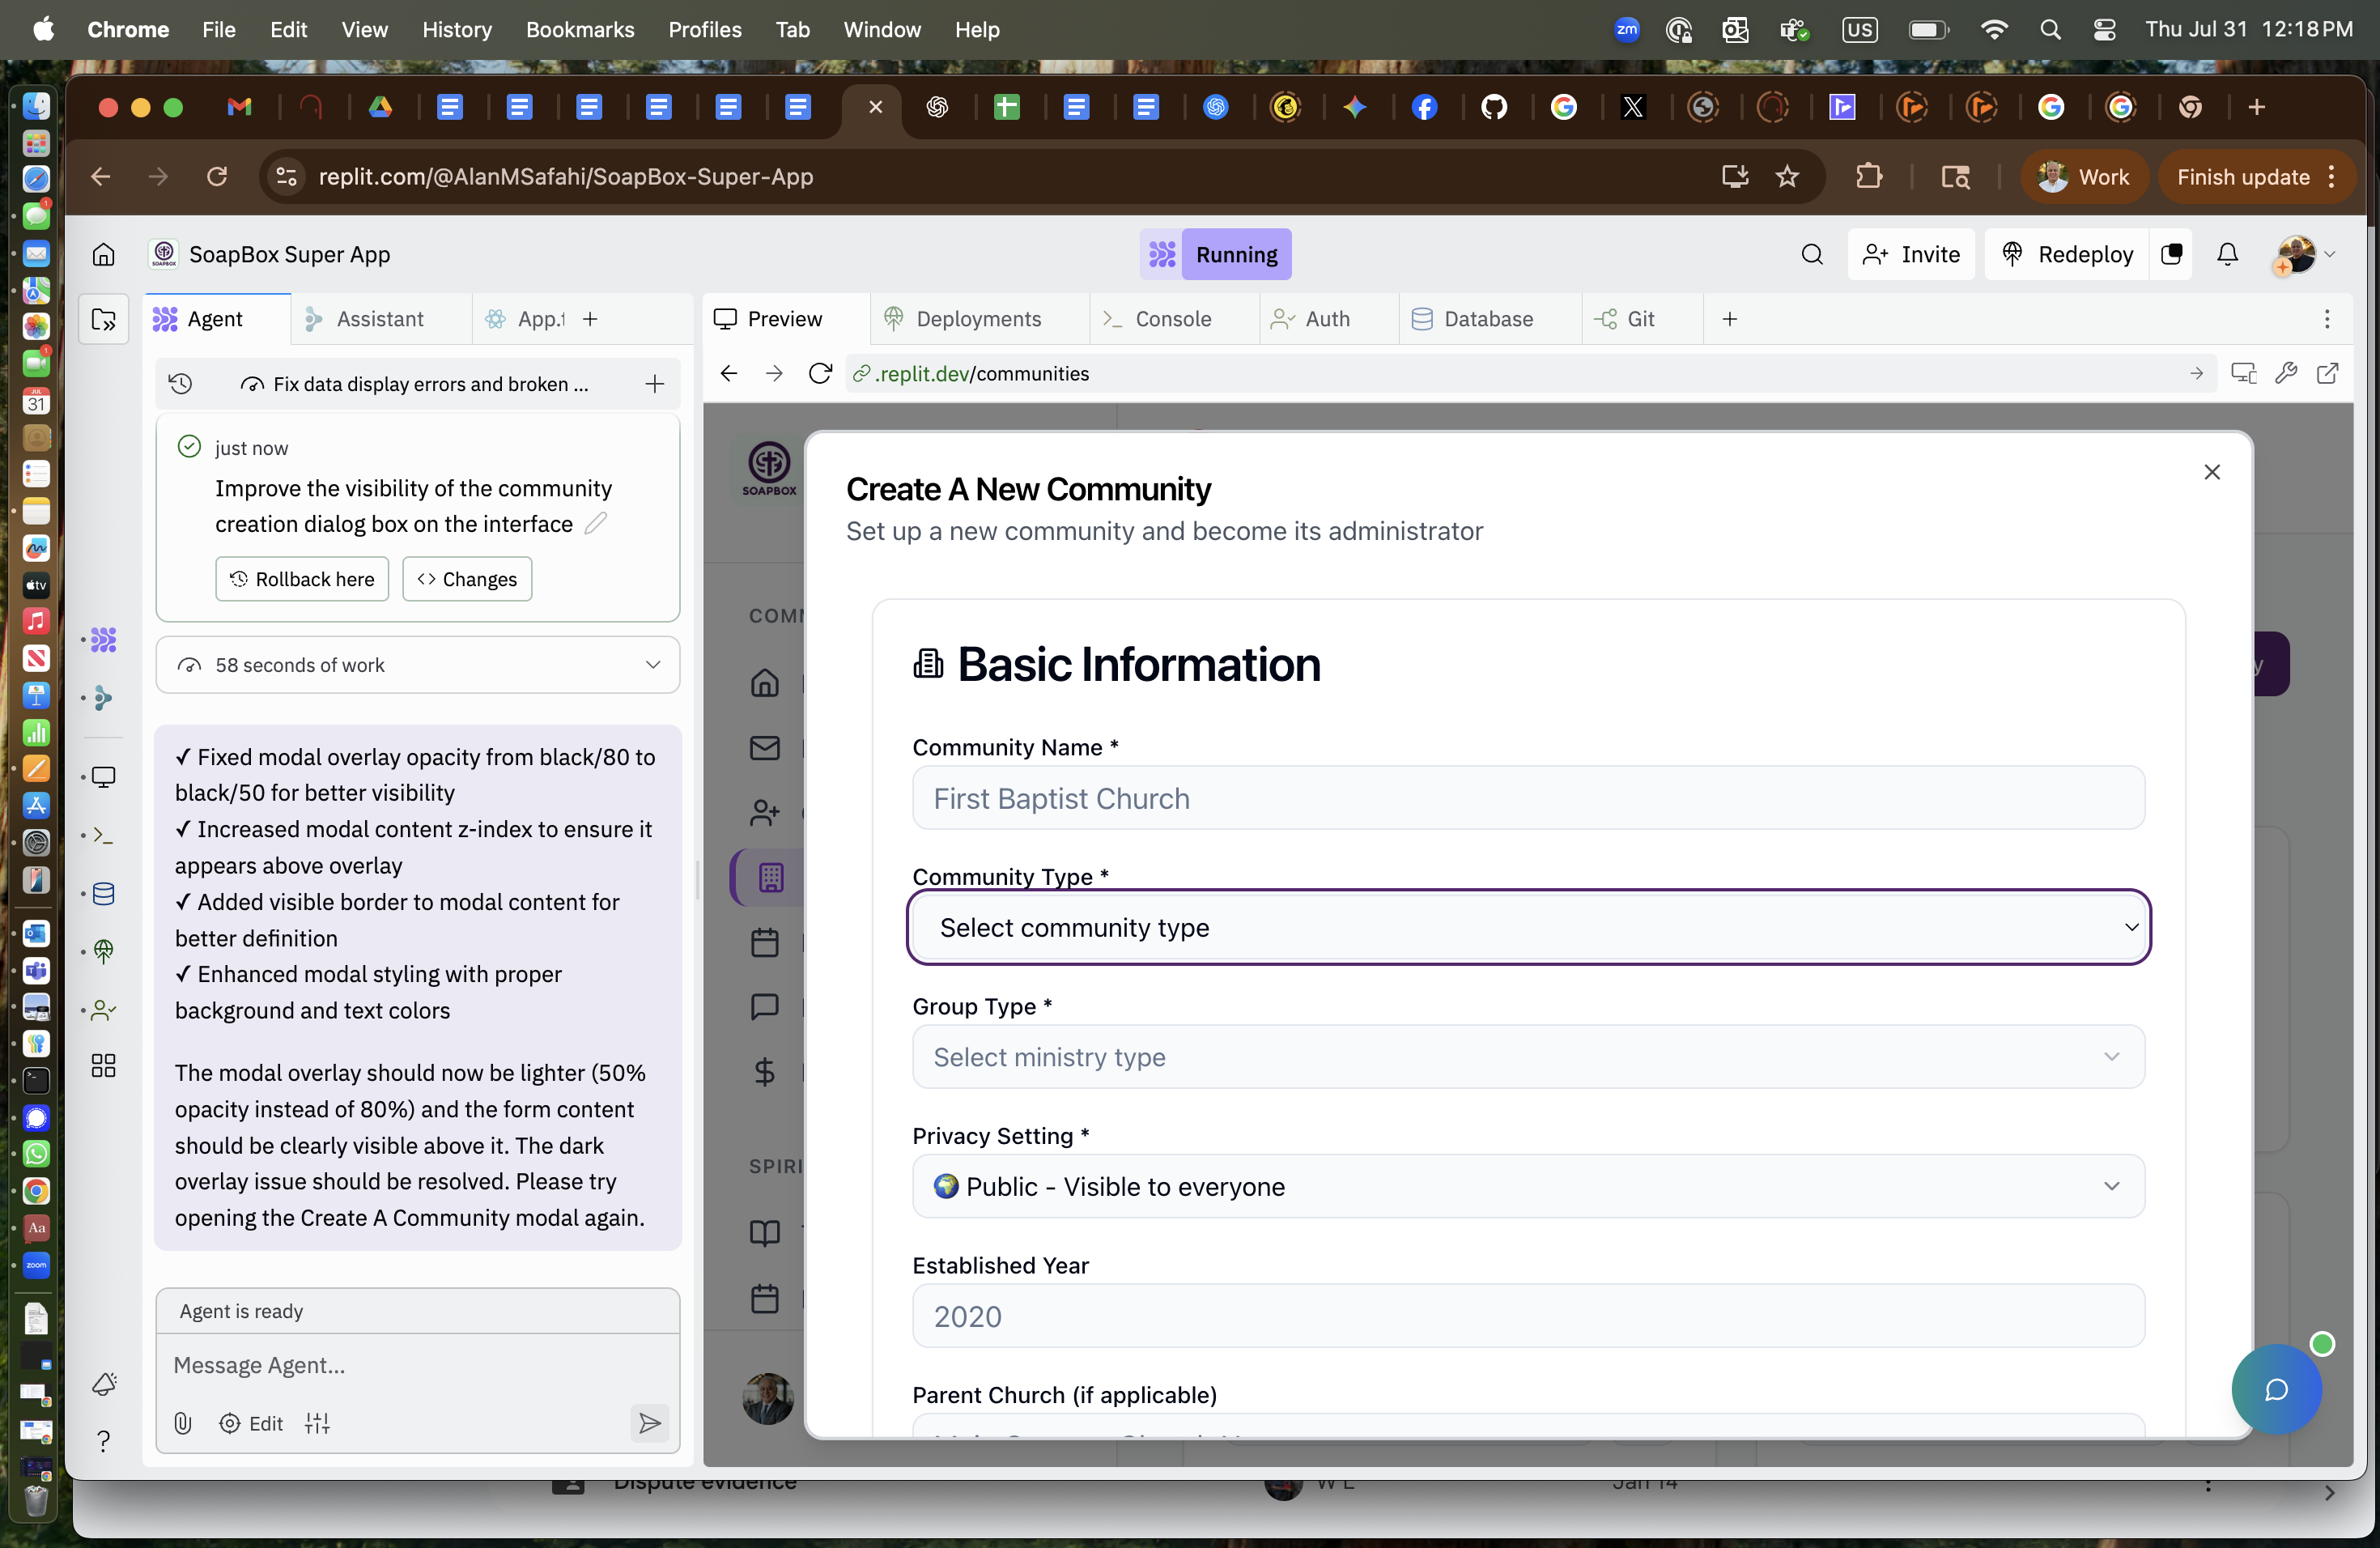 Chrome File Edit View History Bookmarks Profiles Tab Window Help
zm
US
Thu Jul 31 12:18 PM
replit.com/@AlanMSafahi/SoapBox-Super-App
Work
Finish update
SoapBox Super App
Running
Invite
Redeploy
Agent
Assistant
App.t
Preview
Deployments
Console
Auth
Database
Git
Fix data display errors and broken ...
.replit.dev/communities
just now
Improve the visibility of the community
creation dialog box on the interface
Rollback here
Changes
58 seconds of work
✓ Fixed modal overlay opacity from black/80 to
black/50 for better visibility
✓ Increased modal content z-index to ensure it
appears above overlay
✓ Added visible border to modal content for
better definition
✓ Enhanced modal styling with proper
background and text colors
The modal overlay should now be lighter (50%
opacity instead of 80%) and the form content
should be clearly visible above it. The dark
overlay issue should be resolved. Please try
opening the Create A Community modal again.
Agent is ready
Message Agent...
Edit
SOAPBOX
COMM
SPIRI
Create A New Community
Set up a new community and become its administrator
Basic Information
Community Name *
First Baptist Church
Community Type *
Select community type
Group Type *
Select ministry type
Privacy Setting *
Public - Visible to everyone
Established Year
2020
Parent Church (if applicable)
y
JUL
31
tv
Aa
zoom
Dispute evidence
W L
Jan 14